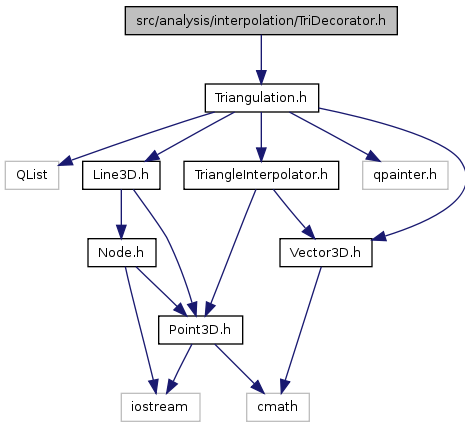 src/analysis/interpolation/TriDecorator.h
Triangulation.h
QList
Line3D.h
TriangleInterpolator.h
qpainter.h
Node.h
Vector3D.h
Point3D.h
iostream
cmath